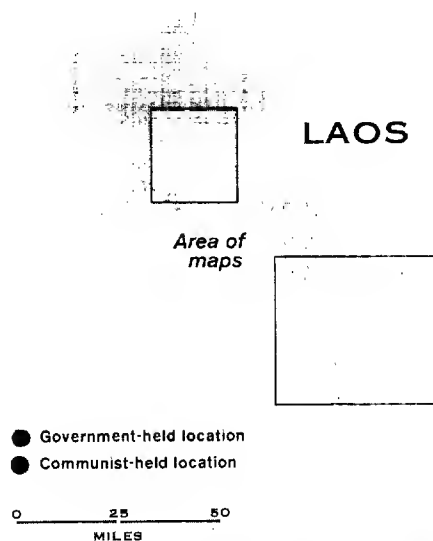 LAOS
Area of
maps
Government-held location
Communist-held location
0 25 50
MILES